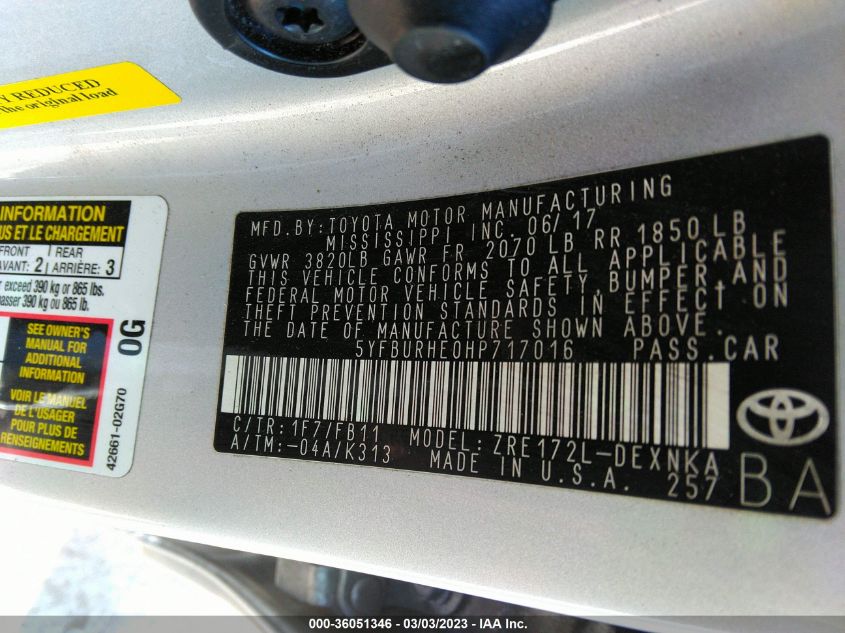 Y REDUCED
the original load
INFORMATION
US ET LE CHARGEMENT
FRONT REAR
AVANT: 2 ARRIÈRE: 3
exceed 390 kg or 865 lbs.
passer 390 kg ou 865 lb.
SEE OWNER'S
MANUAL FOR
ADDITIONAL
INFORMATION
VOIR LE MANUEL
DE L'USAGER
POUR PLUS DE
RENSEIGNEMENTS
0G
42661-02G70
MFD.BY:TOYOTA MOTOR MANUFACTURING
MISSISSIPPI INC. 06/17
GVWR 3820LB GAWR FR 2070 LB RR 1850 LB
THIS VEHICLE CONFORMS TO ALL APPLICABLE
FEDERAL MOTOR VEHICLE SAFETY,BUMPER,AND
THEFT PREVENTION STANDARDS IN EFFECT ON
THE DATE OF MANUFACTURE SHOWN ABOVE.
5YFBURHE0HP717016 PASS.CAR
C/TR:1F7/FB11 MODEL:ZRE172L-DEXNKA
A/TM:-04A/K313 MADE IN U.S.A. 257
BA
000-36051346 - 03/03/2023 - IAA Inc.